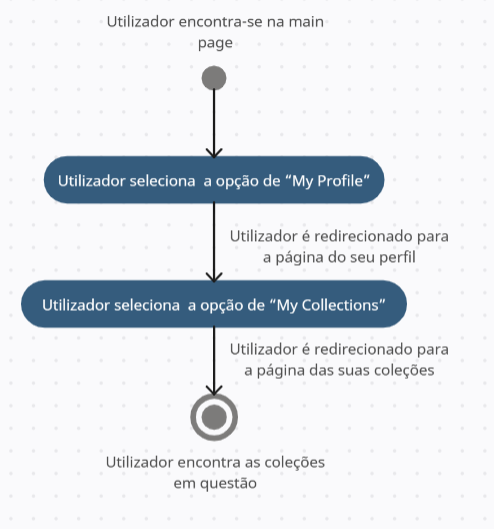 Utilizador encontra-se na main
page
Utilizador seleciona a opção de “My Profile”
Utilizador é redirecionado para
a página do seu perfil
Utilizador seleciona a opção de “My Collections”
Utilizador é redirecionado para
a página das suas coleções
Utilizador encontra as coleções
em questão